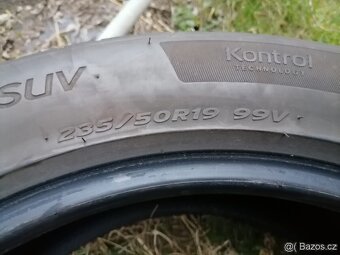 SUV
Kontrol
TECHNOLOGY
235/50R19 99V
© Bazos.cz